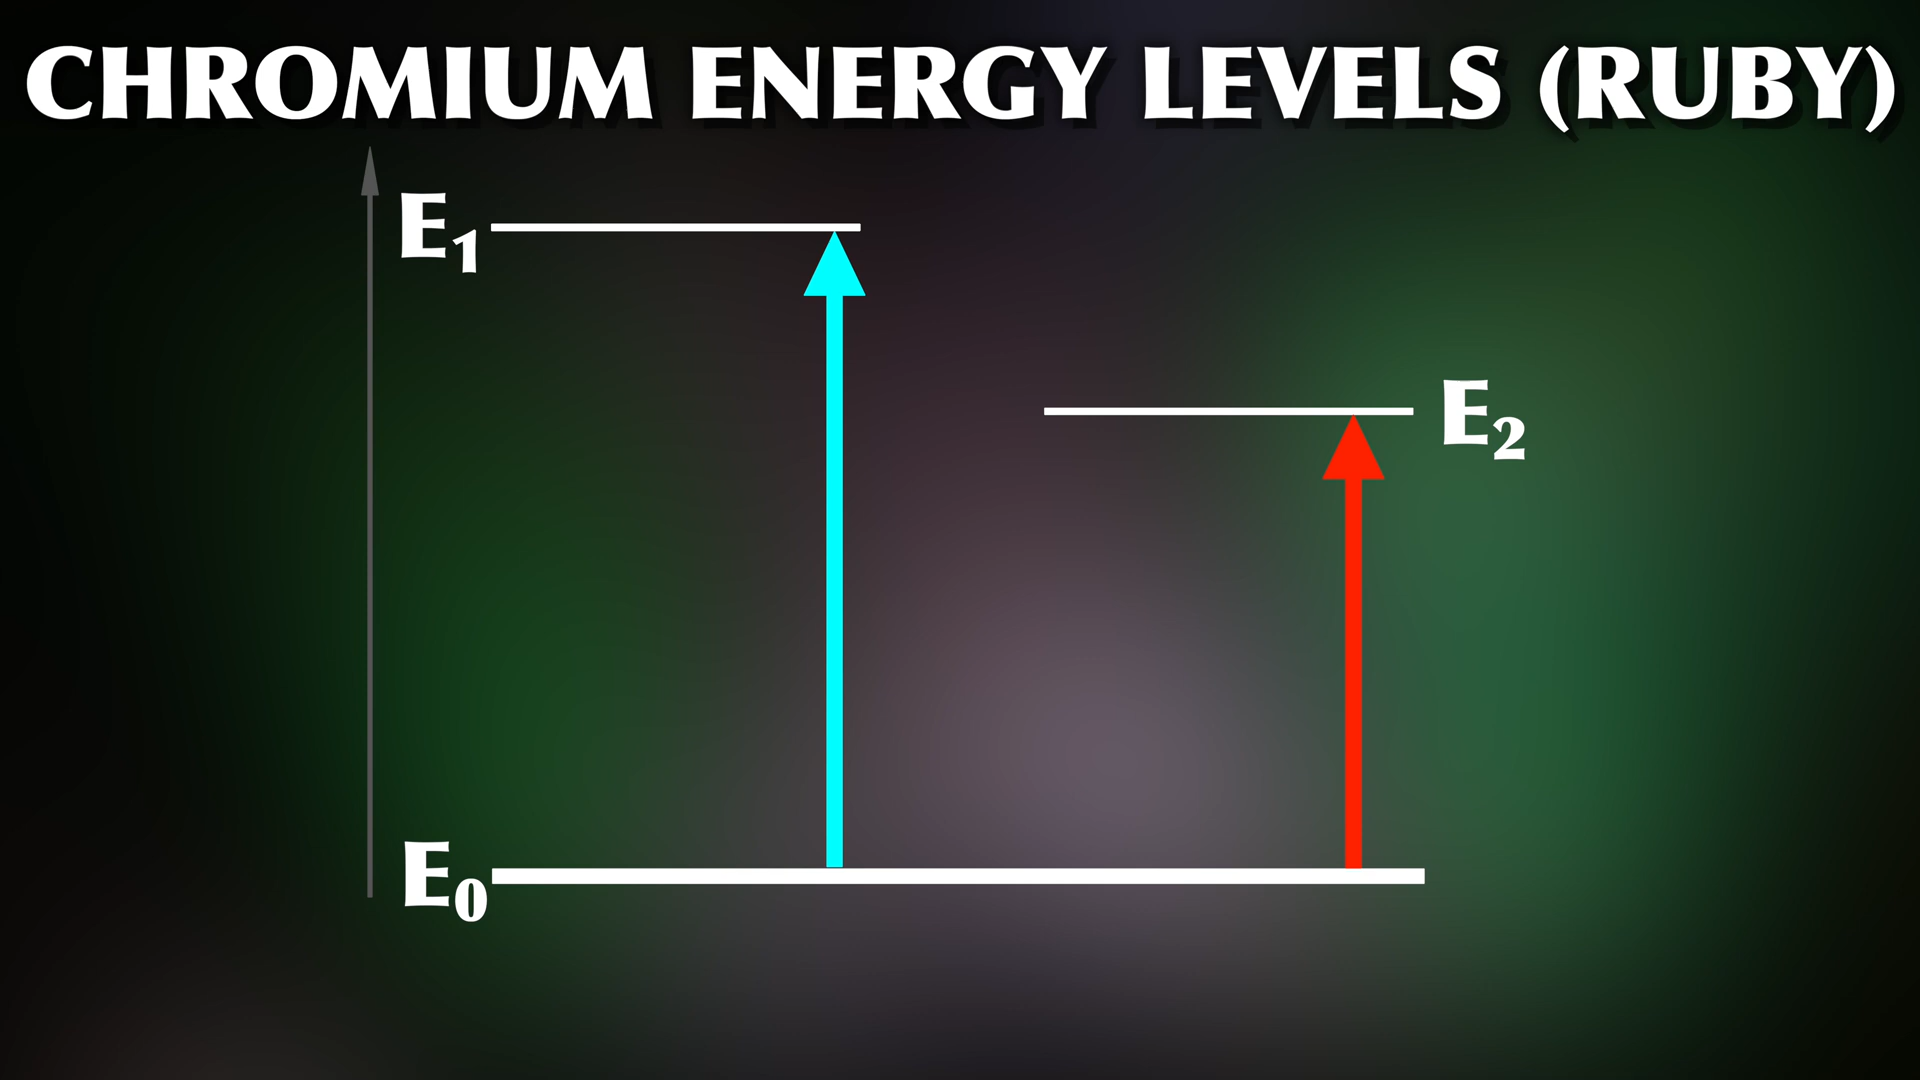 CHROMIUM ENERGY LEVELS (RUBY)
E₁
E₂
E₀